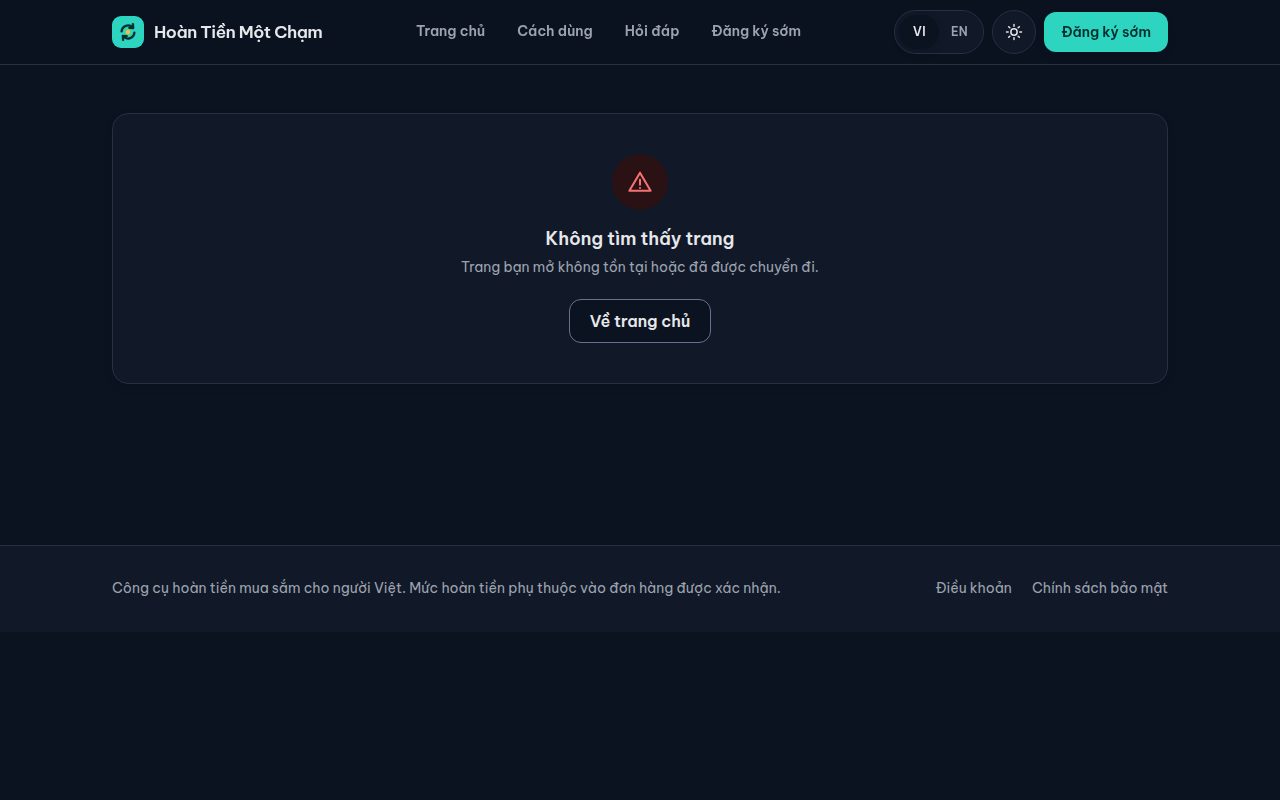 Hoàn Tiền Một Chạm
Trang chủ
Cách dùng
Hỏi đáp
Đăng ký sớm
VI
EN
Đăng ký sớm
Không tìm thấy trang
Trang bạn mở không tồn tại hoặc đã được chuyển đi.
Về trang chủ
Công cụ hoàn tiền mua sắm cho người Việt. Mức hoàn tiền phụ thuộc vào đơn hàng được xác nhận.
Điều khoản
Chính sách bảo mật